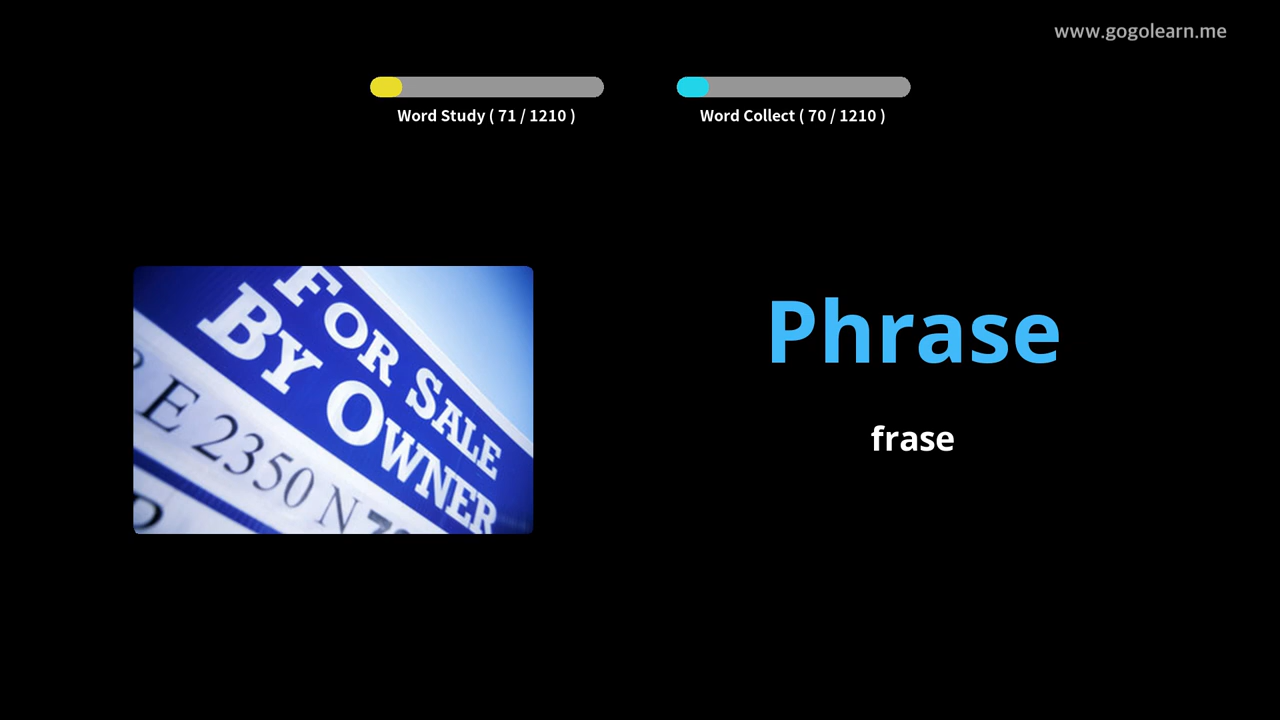 www.gogolearn.me
Word Study ( 71 / 1210 )
Word Collect ( 70 / 1210 )
FOR SALE
BY OWNER
E 2350 N
Phrase
frase